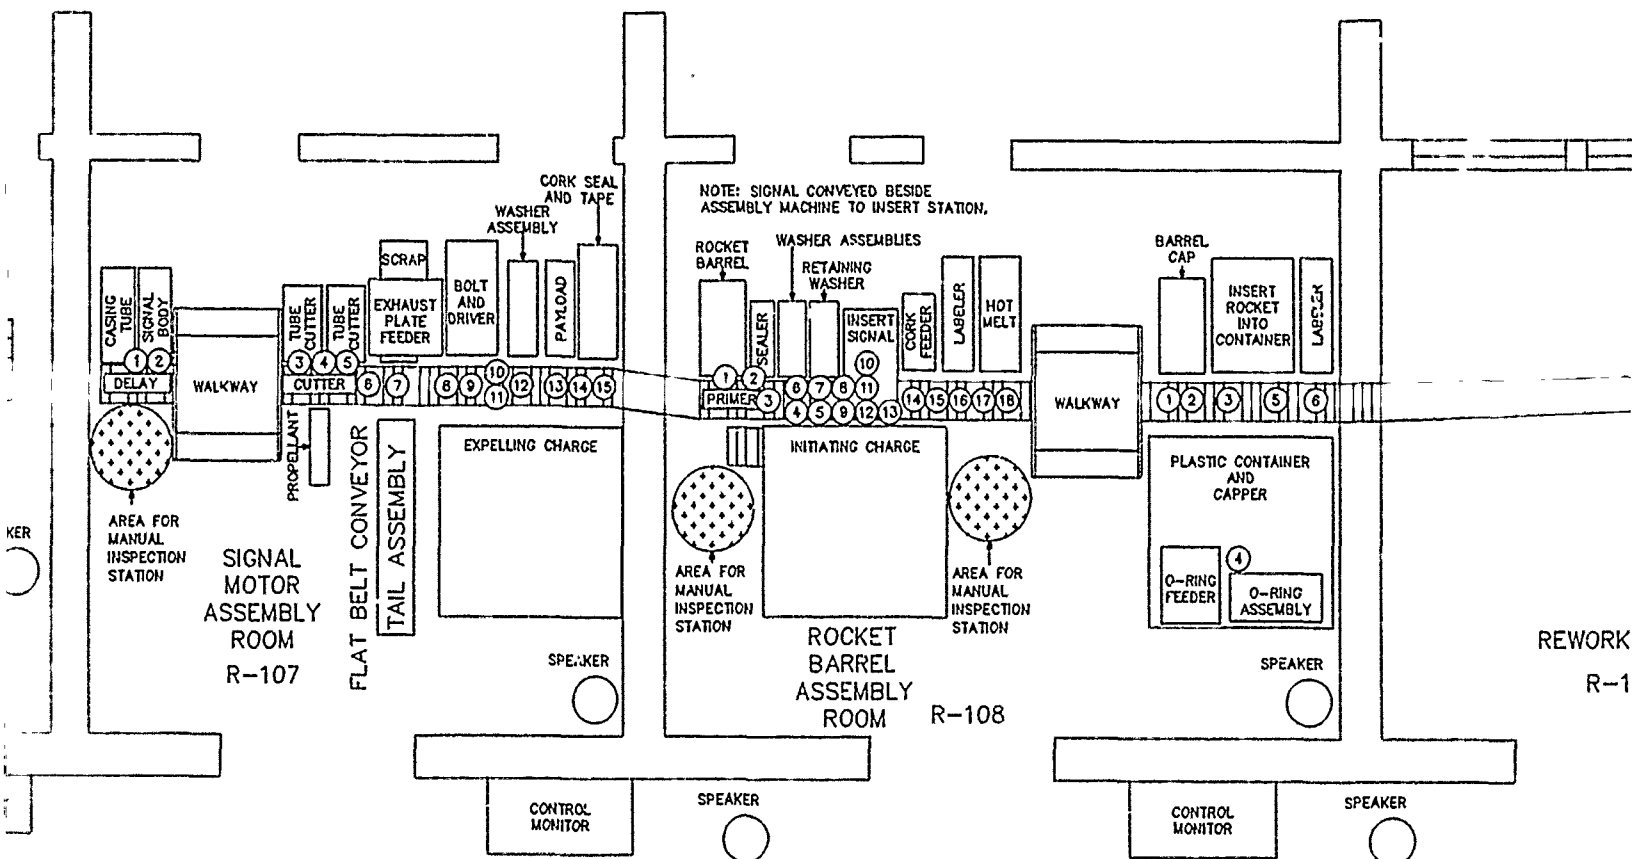 CORK SEAL
AND TAPE
WASHER
ASSEMBLY
NOTE: SIGNAL CONVEYED BESIDE
ASSEMBLY MACHINE TO INSERT STATION.
ROCKET
BARREL
WASHER ASSEMBLIES
RETAINING
WASHER
BARREL
CAP
CASING
TUBE
SIGNAL
BODY
TUBE
CUTTER
TUBE
CUTTER
SCRAP
EXHAUST
PLATE
FEEDER
BOLT
AND
DRIVER
PAYLOAD
SEALER
INSERT
SIGNAL
CORK
FEEDER
LABELER
HOT
MELT
INSERT
ROCKET
INTO
CONTAINER
LABELER
1 2
DELAY
WALKWAY
3 4 5
CUTTER
6 7 8 9 10 11 12 13 14 15
1 2
PRIMER 3
6 7 8 10 11
4 5 9 12 13
14 15 16 17 18
WALKWAY
1 2 3 5 6
PROPELLANT
FLAT BELT CONVEYOR
TAIL ASSEMBLY
EXPELLING CHARGE
INITIATING CHARGE
PLASTIC CONTAINER
AND
CAPPER
4
O-RING
FEEDER
O-RING
ASSEMBLY
AREA FOR
MANUAL
INSPECTION
STATION
AREA FOR
MANUAL
INSPECTION
STATION
AREA FOR
MANUAL
INSPECTION
STATION
KER
SIGNAL
MOTOR
ASSEMBLY
ROOM
R-107
SPEAKER
ROCKET
BARREL
ASSEMBLY
ROOM R-108
SPEAKER
REWORK
R-1
CONTROL
MONITOR
SPEAKER
CONTROL
MONITOR
SPEAKER